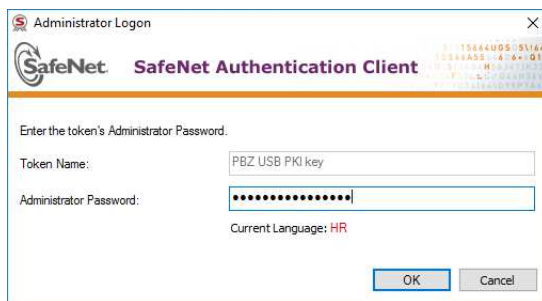 Administrator Logon
SafeNet. SafeNet Authentication Client
Enter the token's Administrator Password.
Token Name: PBZ USB PKI key
Administrator Password: ●●●●●●●●●●●●●●●●
Current Language: HR
OK Cancel